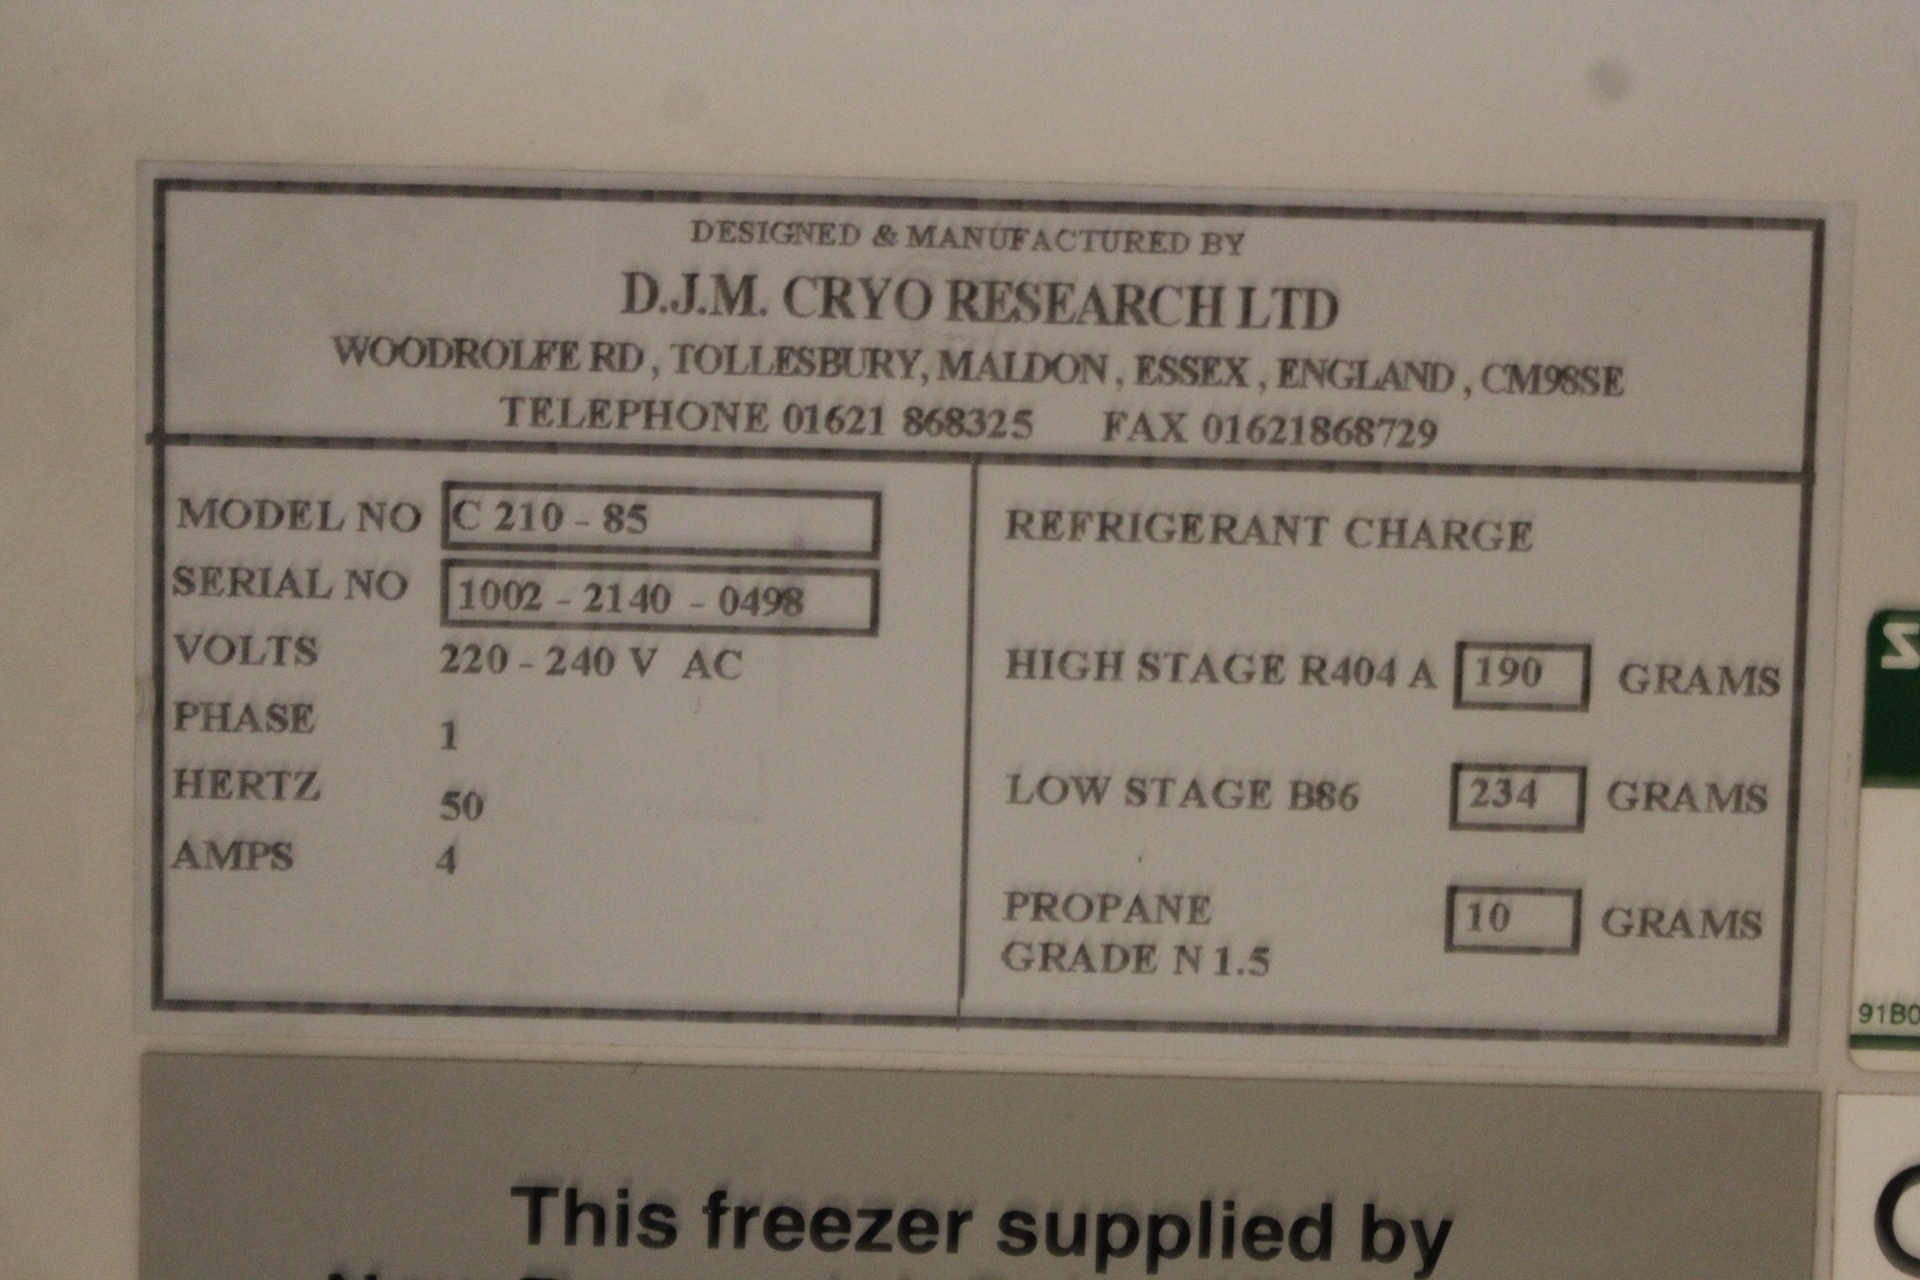 DESIGNED & MANUFACTURED BY
D.J.M. CRYO RESEARCH LTD
WOODROLFE RD, TOLLESBURY, MALDON, ESSEX, ENGLAND, CM98SE
TELEPHONE 01621 868325 FAX 01621868729
MODEL NO C 210 - 85
SERIAL NO 1002 - 2140 - 0498
VOLTS 220 - 240 V AC
PHASE 1
HERTZ 50
AMPS 4
REFRIGERANT CHARGE
HIGH STAGE R404 A 190 GRAMS
LOW STAGE B86 234 GRAMS
PROPANE 10 GRAMS
GRADE N 1.5
91B0
This freezer supplied by